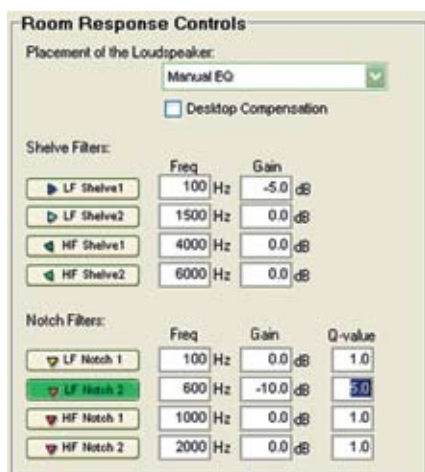 Room Response Controls
Placement of the Loudspeaker:
Manual EQ
Desktop Compensation
Shelve Filters:
Freq Gain
LF Shelve1 100 Hz -5.0 dB
LF Shelve2 1500 Hz 0.0 dB
HF Shelve1 4000 Hz 0.0 dB
HF Shelve2 6000 Hz 0.0 dB
Notch Filters:
Freq Gain Q-value
LF Notch 1 100 Hz 0.0 dB 1.0
LF Notch 2 600 Hz -10.0 dB 5.0
HF Notch 1 1000 Hz 0.0 dB 1.0
HF Notch 2 2000 Hz 0.0 dB 1.0